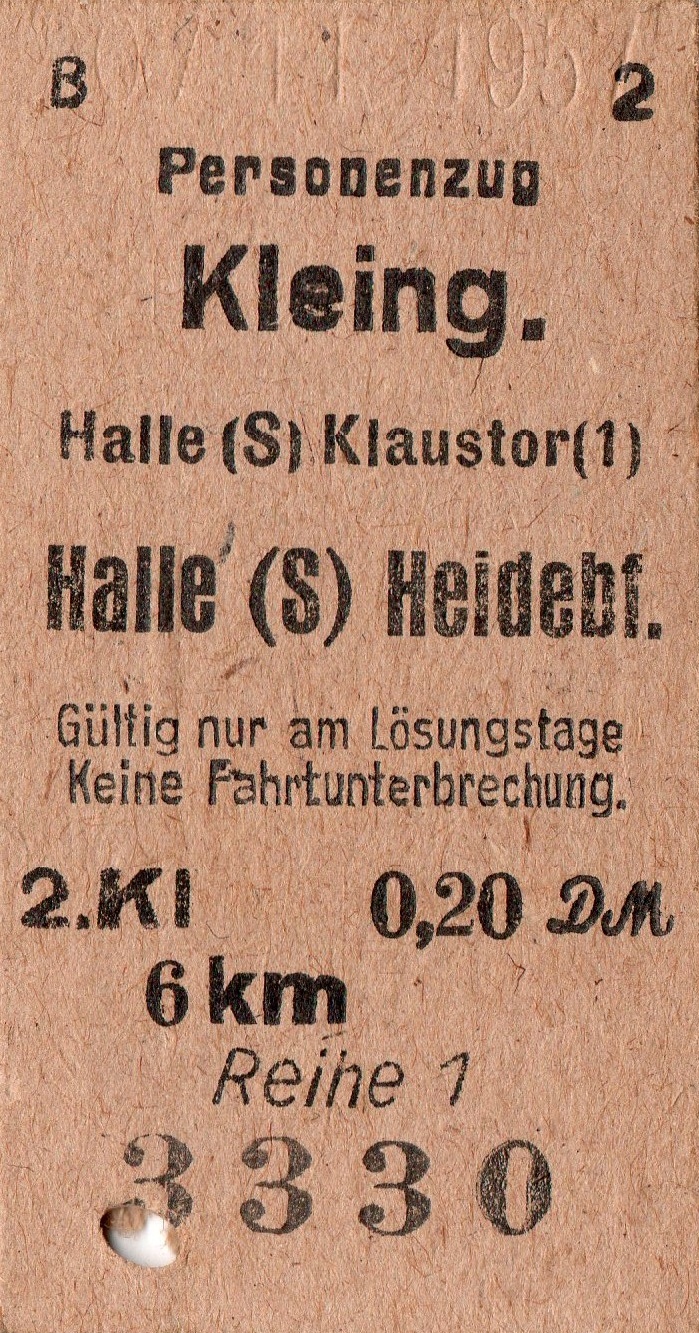 B 2
Personenzug
Kleing.
Halle (S) Klaustor(1)
Halle (S) Heidebf.
Gültig nur am Lösungstage
Keine Fahrtunterbrechung.
2.Kl 0,20 DM
6 km
Reihe 1
3330